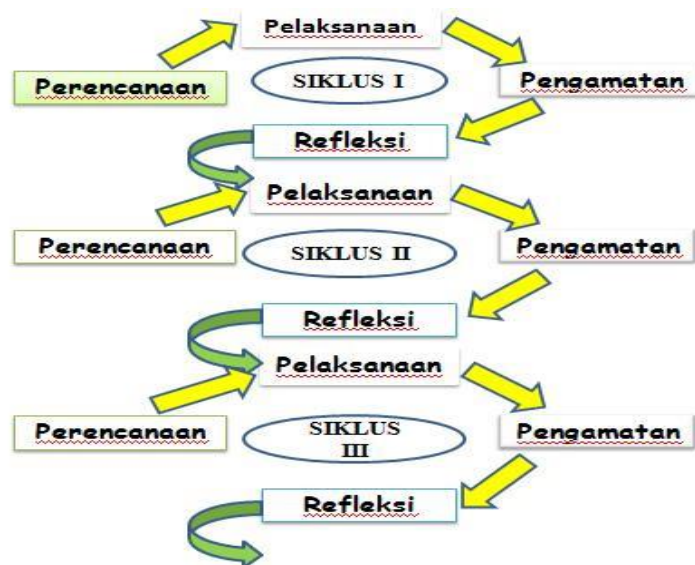 Pelaksanaan
Perencanaan
SIKLUS I
Pengamatan
Refleksi
Pelaksanaan
Perencanaan
SIKLUS II
Pengamatan
Refleksi
Pelaksanaan
Perencanaan
SIKLUS
III
Pengamatan
Refleksi